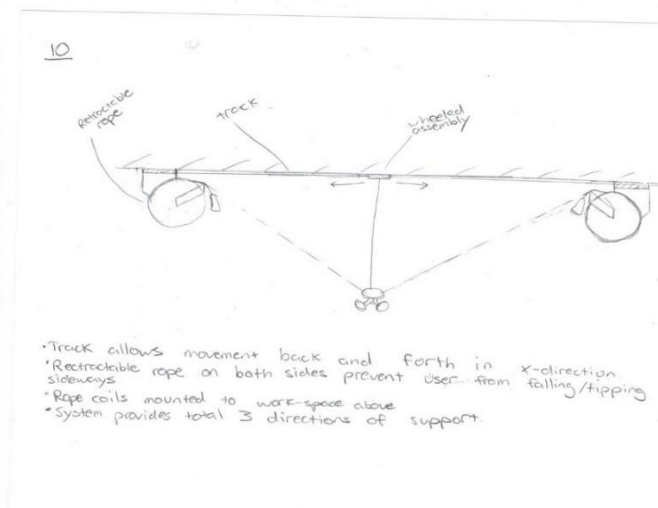 10
Retractable
rope
track
wheeled
assembly
•Track allows movement back and forth in x-direction
•Rectractable rope on both sides prevent user from falling/tipping
sideways
•Rope coils mounted to work-space above
•System provides total 3 directions of support.